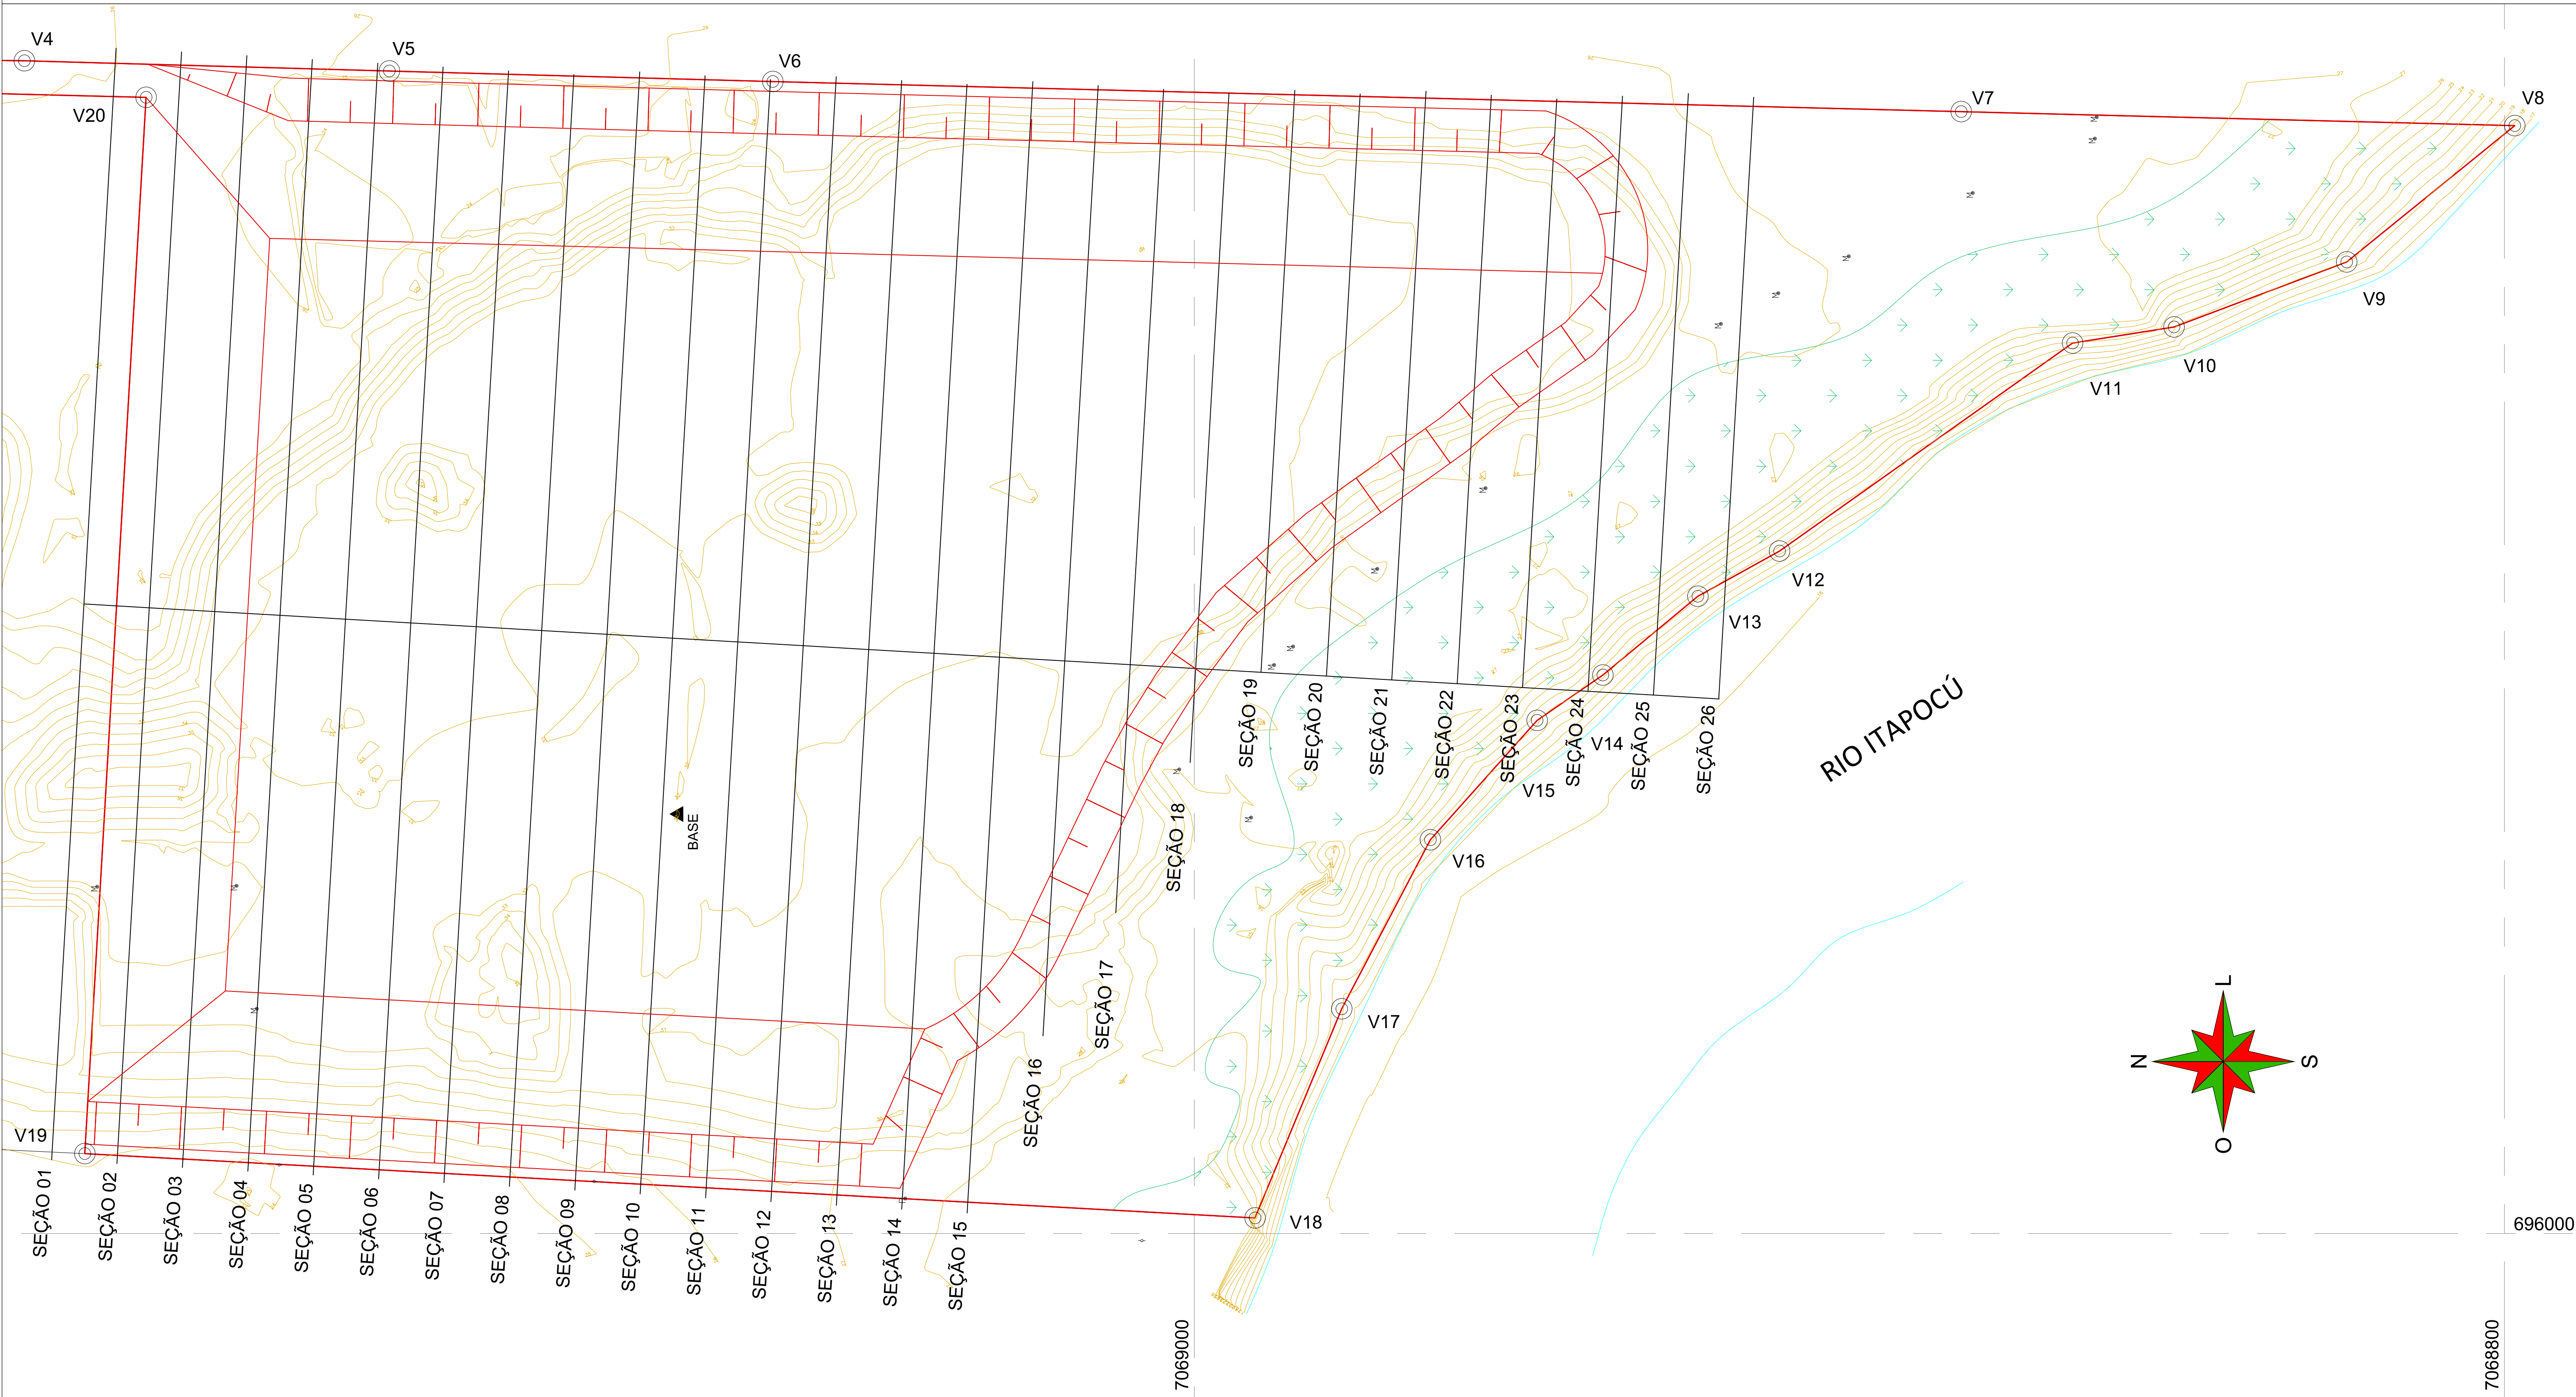 V4
V5
V6
V7
V8
V20
V9
V10
V11
V12
V13
V14
V15
V16
V17
V18
V19
BASE
RIO ITAPOCÚ
SEÇÃO 01
SEÇÃO 02
SEÇÃO 03
SEÇÃO 04
SEÇÃO 05
SEÇÃO 06
SEÇÃO 07
SEÇÃO 08
SEÇÃO 09
SEÇÃO 10
SEÇÃO 11
SEÇÃO 12
SEÇÃO 13
SEÇÃO 14
SEÇÃO 15
SEÇÃO 16
SEÇÃO 17
SEÇÃO 18
SEÇÃO 19
SEÇÃO 20
SEÇÃO 21
SEÇÃO 22
SEÇÃO 23
SEÇÃO 24
SEÇÃO 25
SEÇÃO 26
L
N
S
O
696000
7069000
7068800